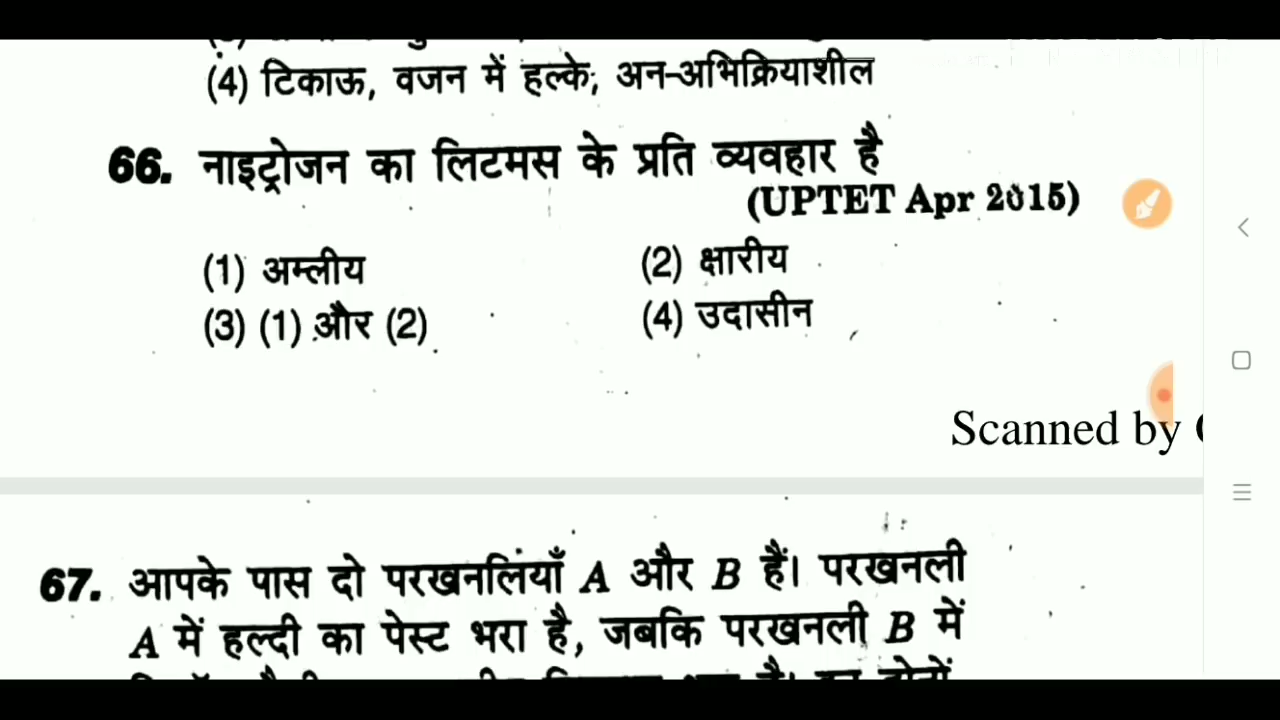 (4) टिकाऊ, वजन में हल्के, अन-अभिक्रियाशील
66. नाइट्रोजन का लिटमस के प्रति व्यवहार है
(UPTET Apr 2015)
(1) अम्लीय (2) क्षारीय
(3) (1) और (2) (4) उदासीन
Scanned by
67. आपके पास दो परखनलियाँ A और B हैं। परखनली
A में हल्दी का पेस्ट भरा है, जबकि परखनली B में